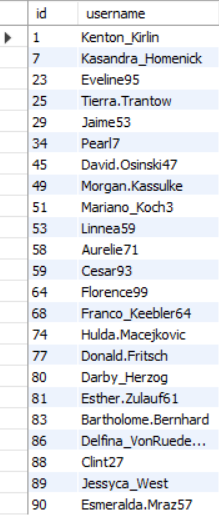 id username
1 Kenton_Kirlin
7 Kasandra_Homenick
23 Eveline95
25 Tierra.Trantow
29 Jaime53
34 Pearl7
45 David.Osinski47
49 Morgan.Kassulke
51 Mariano_Koch3
53 Linnea59
58 Aurelie71
59 Cesar93
64 Florence99
68 Franco_Keebler64
74 Hulda.Macejkovic
77 Donald.Fritsch
80 Darby_Herzog
81 Esther.Zulauf61
83 Bartholome.Bernhard
86 Delfina_VonRuede...
88 Clint27
89 Jessyca_West
90 Esmeralda.Mraz57